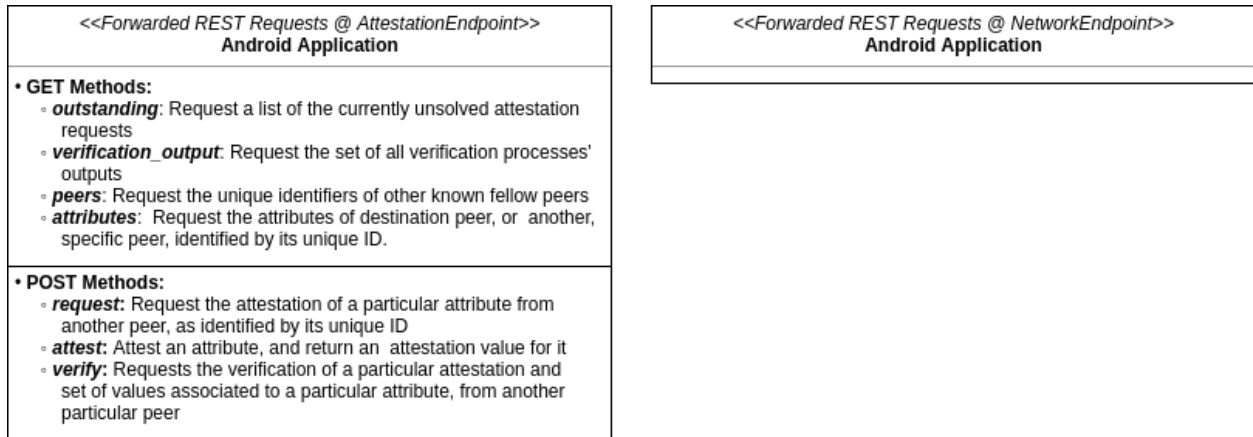 <<Forwarded REST Requests @ AttestationEndpoint>>
Android Application
• GET Methods:
◦ outstanding: Request a list of the currently unsolved attestation
requests
◦ verification_output: Request the set of all verification processes'
outputs
◦ peers: Request the unique identifiers of other known fellow peers
◦ attributes: Request the attributes of destination peer, or another,
specific peer, identified by its unique ID.
• POST Methods:
◦ request: Request the attestation of a particular attribute from
another peer, as identified by its unique ID
◦ attest: Attest an attribute, and return an attestation value for it
◦ verify: Requests the verification of a particular attestation and
set of values associated to a particular attribute, from another
particular peer
<<Forwarded REST Requests @ NetworkEndpoint>>
Android Application